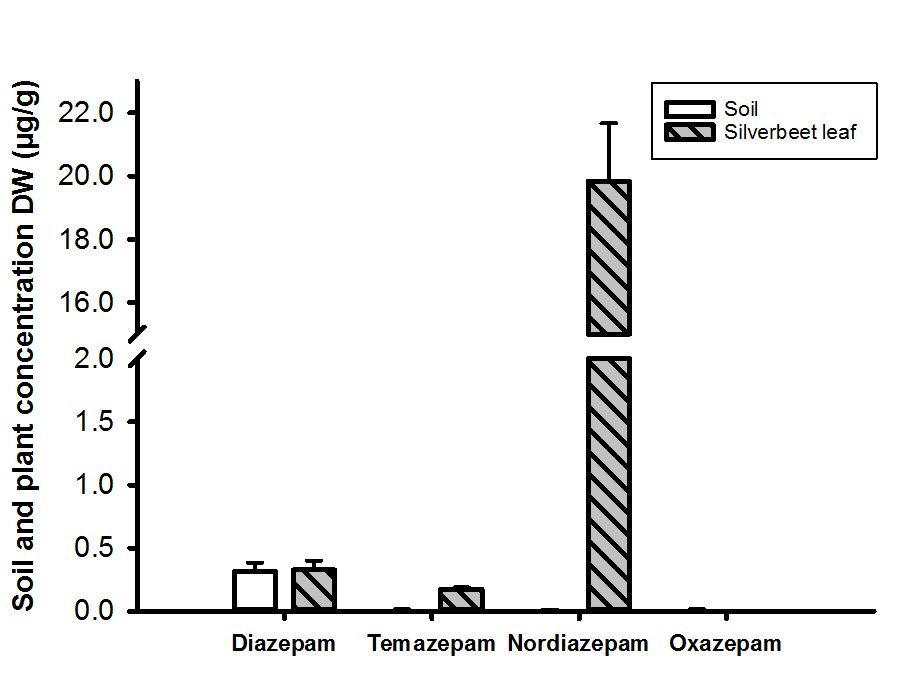 Soil and plant concentration DW (µg/g)
22.0
20.0
18.0
16.0
2.0
1.5
1.0
0.5
0.0
Soil
Silverbeet leaf
Diazepam Temazepam Nordiazepam Oxazepam